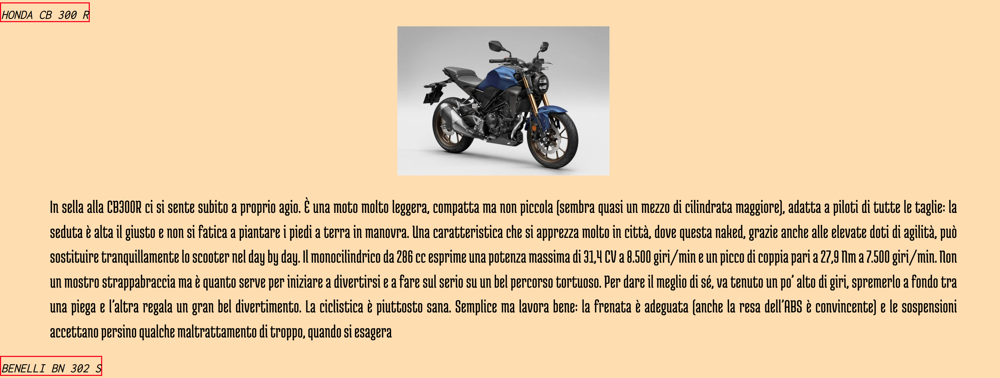 HONDA CB 300 R
In sella alla CB300R ci si sente subito a proprio agio. È una moto molto leggera, compatta ma non piccola (sembra quasi un mezzo di cilindrata maggiore), adatta a piloti di tutte le taglie: la
seduta è alta il giusto e non si fatica a piantare i piedi a terra in manovra. Una caratteristica che si apprezza molto in città, dove questa naked, grazie anche alle elevate doti di agilità, può
sostituire tranquillamente lo scooter nel day by day. Il monocilindrico da 286 cc esprime una potenza massima di 31,4 CV a 8.500 giri/min e un picco di coppia pari a 27,9 Nm a 7.500 giri/min. Non
un mostro strappabraccia ma è quanto serve per iniziare a divertirsi e a fare sul serio su un bel percorso tortuoso. Per dare il meglio di sé, va tenuto un po’ alto di giri, spremerlo a fondo tra
una piega e l’altra regala un gran bel divertimento. La ciclistica è piuttosto sana. Semplice ma lavora bene: la frenata è adeguata (anche la resa dell’ABS è convincente) e le sospensioni
accettano persino qualche maltrattamento di troppo, quando si esagera
BENELLI BN 302 S